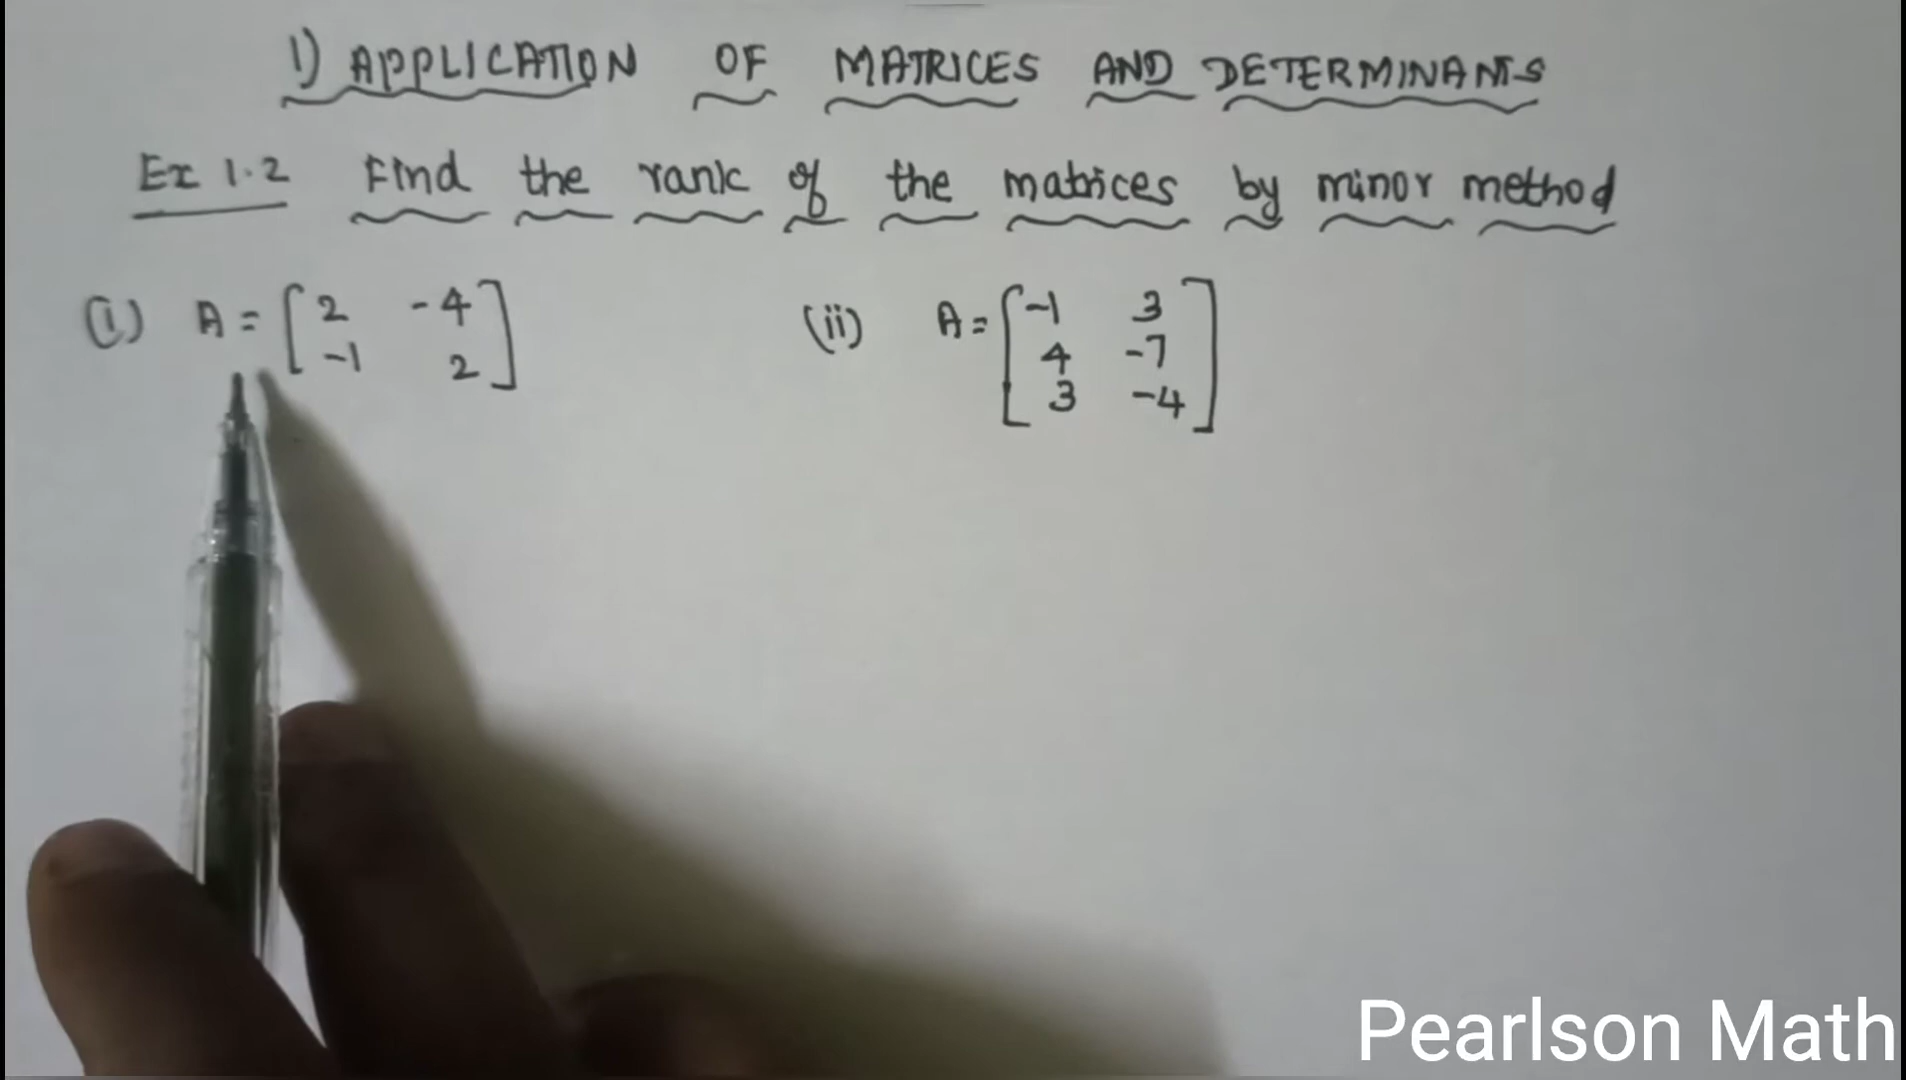 1) APPLICATION OF MATRICES AND DETERMINANTS
Ex 1.2 Find the rank of the matrices by minor method
(i) A = [2 -4 (ii) A = [-1 3
-1 2] 4 -7
3 -4]
Pearlson Math